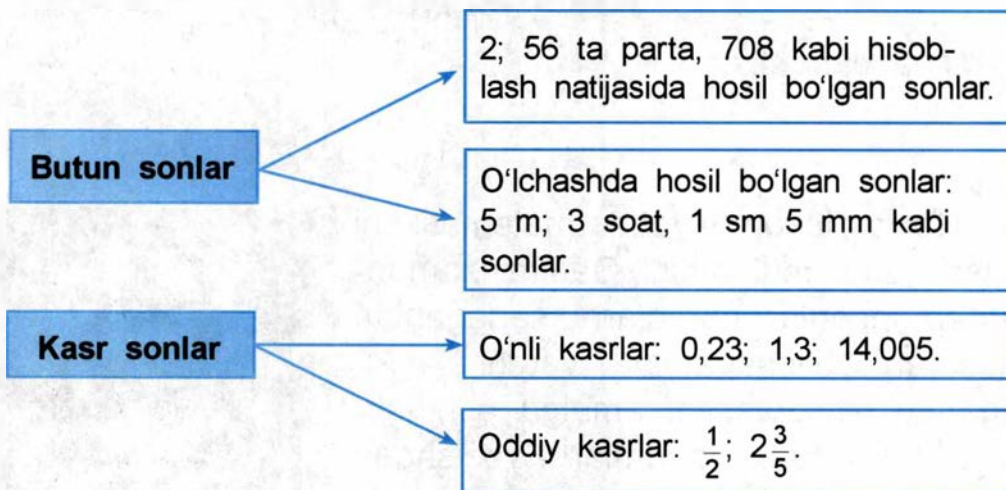 Butun sonlar
2; 56 ta parta, 708 kabi hisob-
lash natijasida hosil bo‘lgan sonlar.
O‘lchashda hosil bo‘lgan sonlar:
5 m; 3 soat, 1 sm 5 mm kabi
sonlar.
Kasr sonlar
O‘nli kasrlar: 0,23; 1,3; 14,005.
Oddiy kasrlar: 1/2; 2 3/5.